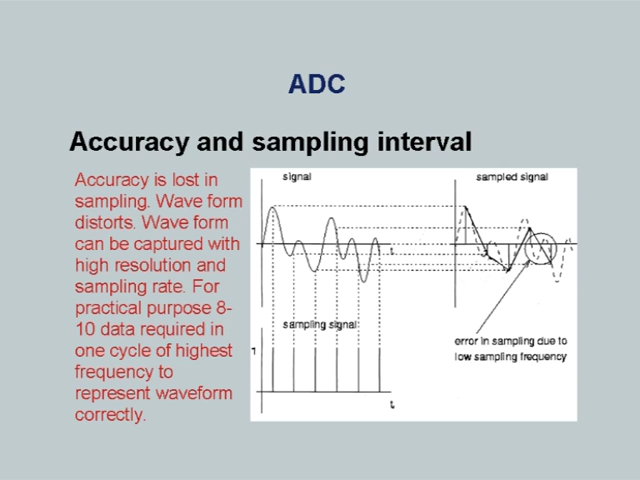 ADC
Accuracy and sampling interval
Accuracy is lost in
sampling. Wave form
distorts. Wave form
can be captured with
high resolution and
sampling rate. For
practical purpose 8-
10 data required in
one cycle of highest
frequency to
represent waveform
correctly.
signal
t
sampled signal
t
sampling signal
1
t
error in sampling due to
low sampling frequency